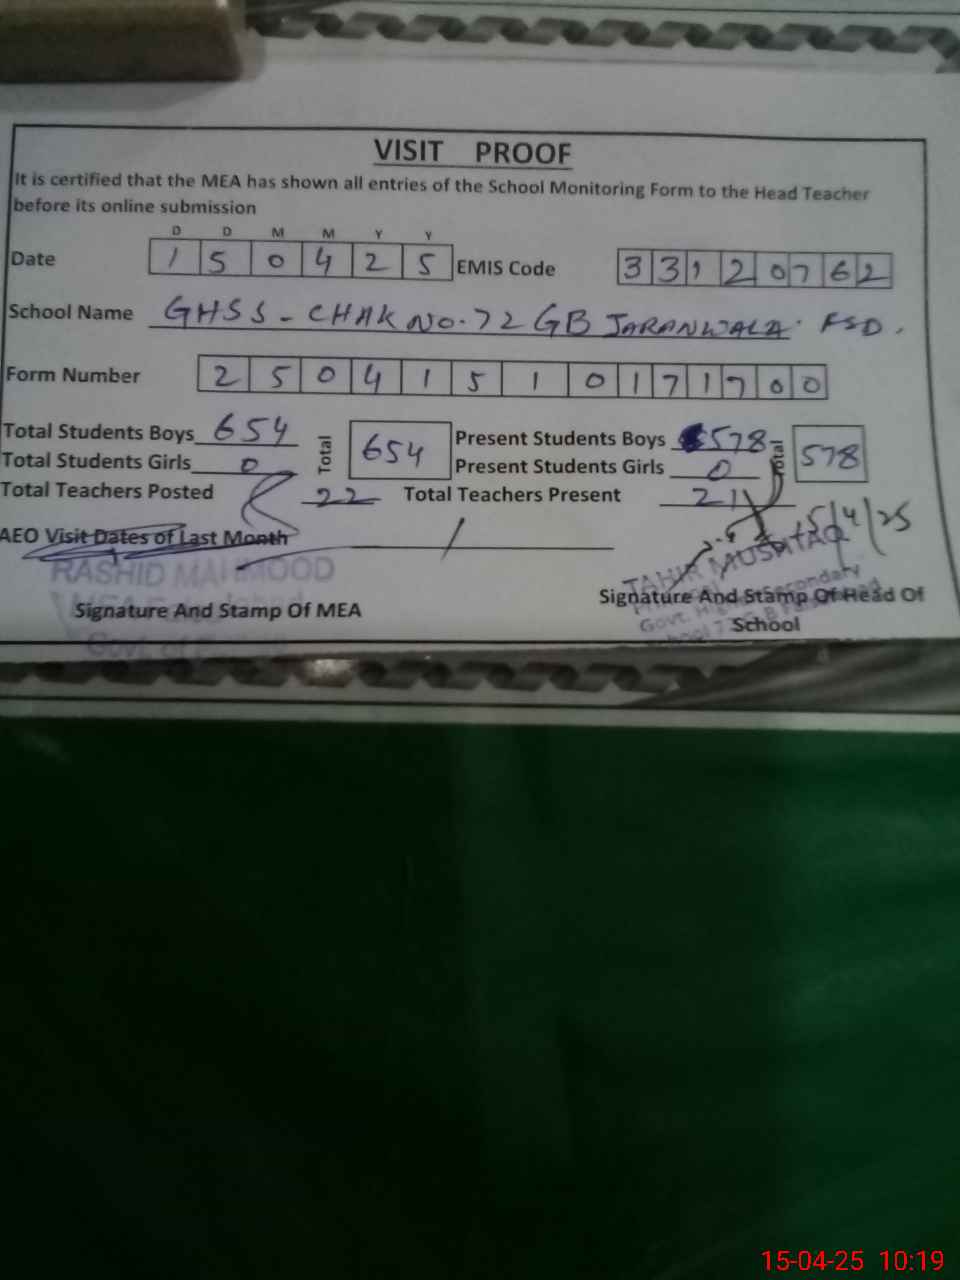 VISIT PROOF
It is certified that the MEA has shown all entries of the School Monitoring Form to the Head Teacher
before its online submission
D D M M Y Y
Date 1 5 0 4 2 5 EMIS Code 3 3 1 2 0 7 6 2
School Name GHSS - CHAK NO. 72 GB JARANWALA. FSD.
Form Number 2 5 0 4 1 5 1 0 1 7 1 7 0 0
Total Students Boys 654 Total 654 Present Students Boys 578 Total 578
Total Students Girls 0 Present Students Girls 0
Total Teachers Posted 22 Total Teachers Present 21
AEO Visit Dates of Last Month /
15/4/25
RASHID MAHMOOD
TAHIR MUSHTAQ
Signature And Stamp Of MEA
Signature And Stamp Of Head Of
School
Govt. Higher Secondary
15-04-25 10:19